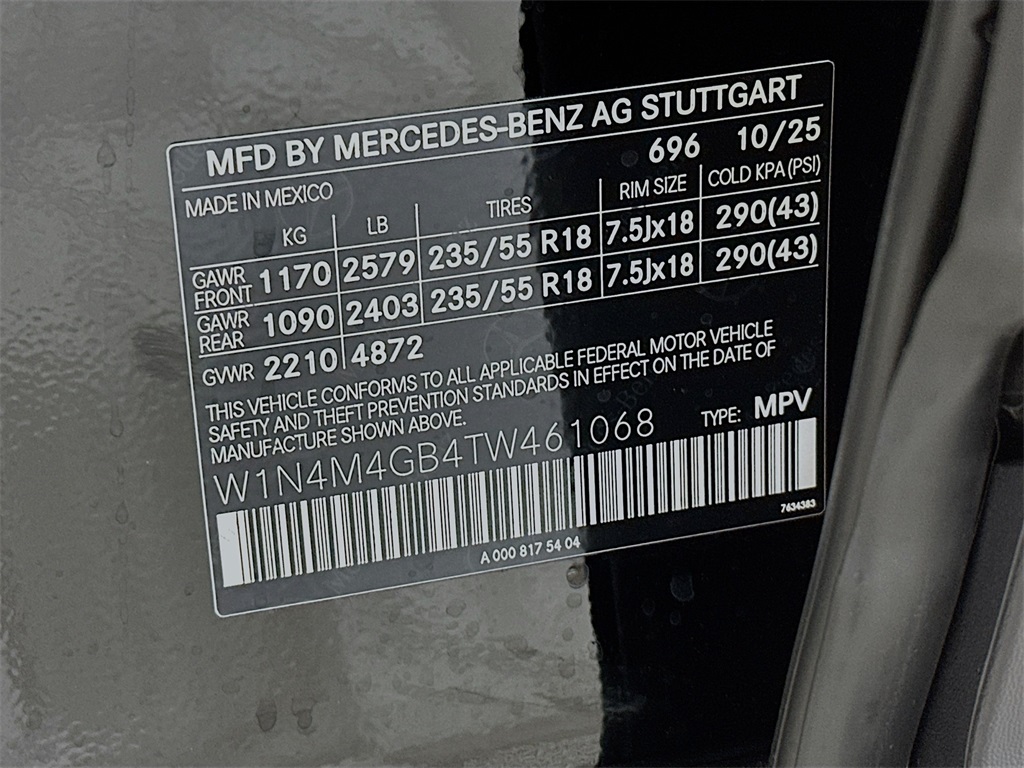 MFD BY MERCEDES-BENZ AG STUTTGART
MADE IN MEXICO 696 10/25
KG LB TIRES RIM SIZE COLD KPA (PSI)
GAWR FRONT 1170 2579 235/55 R18 7.5Jx18 290(43)
GAWR REAR 1090 2403 235/55 R18 7.5Jx18 290(43)
GVWR 2210 4872
THIS VEHICLE CONFORMS TO ALL APPLICABLE FEDERAL MOTOR VEHICLE
SAFETY AND THEFT PREVENTION STANDARDS IN EFFECT ON THE DATE OF
MANUFACTURE SHOWN ABOVE.
W1N4M4GB4TW461068 TYPE: MPV
7634383
A 000 817 54 04